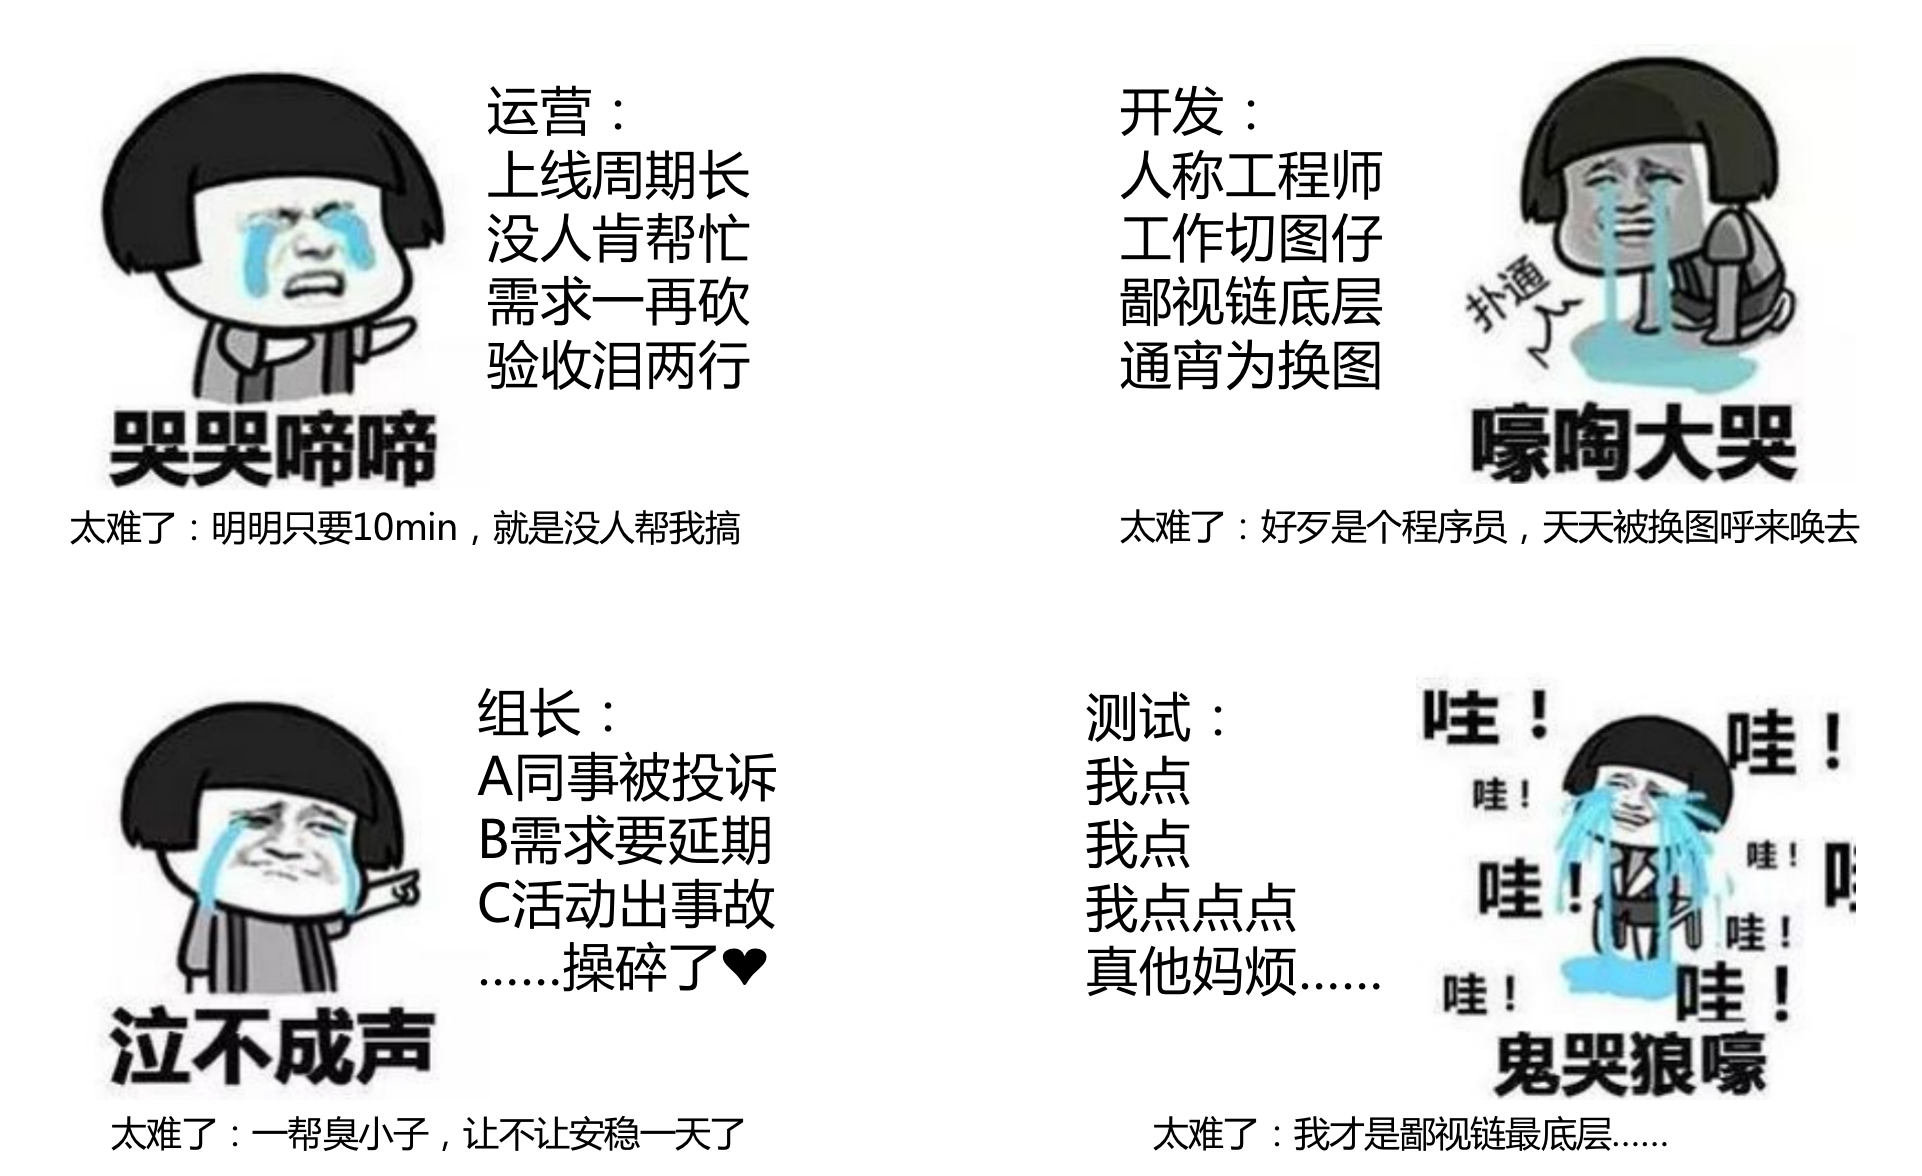 运营：
上线周期长
没人肯帮忙
需求一再砍
验收泪两行
哭哭啼啼
太难了：明明只要10min，就是没人帮我搞
开发：
人称工程师
工作切图仔
鄙视链底层
通宵为换图
扑通
嚎啕大哭
太难了：好歹是个程序员，天天被换图呼来唤去
组长：
A同事被投诉
B需求要延期
C活动出事故
……操碎了♥
泣不成声
太难了：一帮臭小子，让不让安稳一天了
测试：
我点
我点
我点点点
真他妈烦……
哇！
哇！
哇！
哇！
哇！
哇！
哇！
哇！
鬼哭狼嚎
太难了：我才是鄙视链最底层……